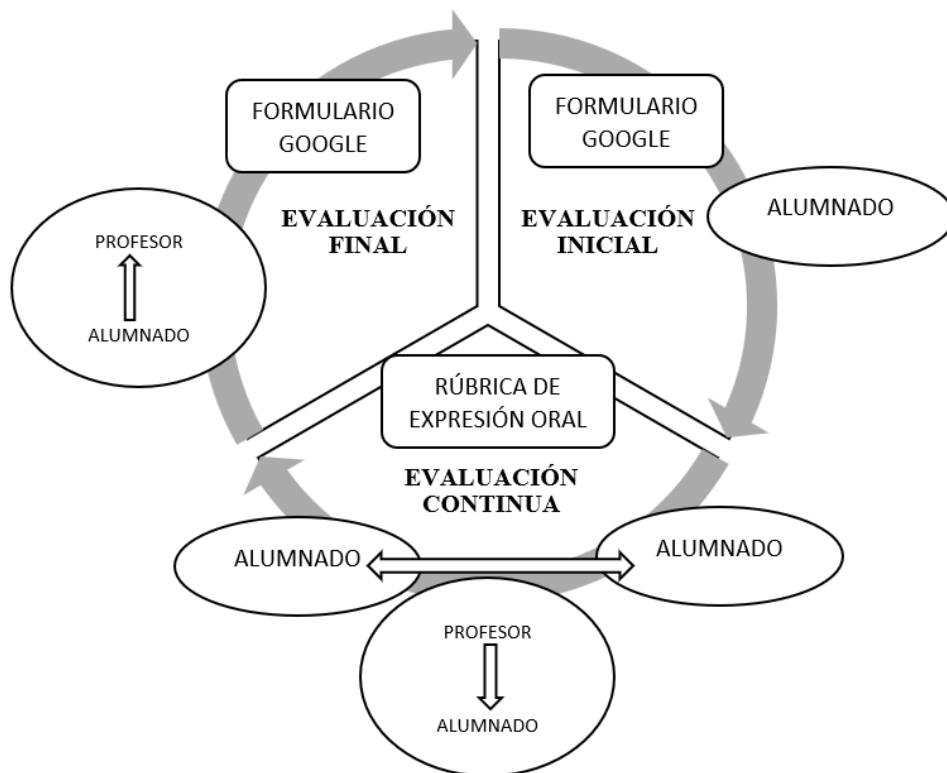 FORMULARIO
GOOGLE
EVALUACIÓN
INICIAL
ALUMNADO
RÚBRICA DE
EXPRESIÓN ORAL
EVALUACIÓN
CONTINUA
ALUMNADO
ALUMNADO
PROFESOR
ALUMNADO
FORMULARIO
GOOGLE
EVALUACIÓN
FINAL
PROFESOR
ALUMNADO